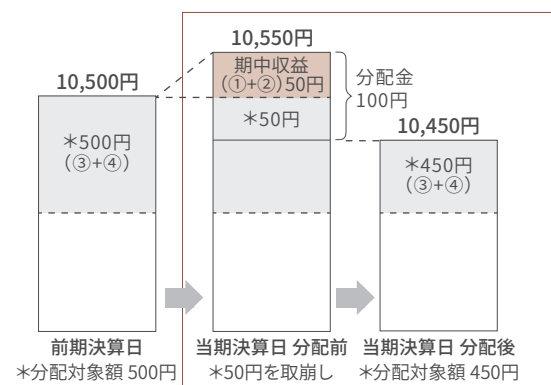 10,550円
期中収益
(①+②)50円
分配金
100円
10,500円
＊50円
10,450円
＊500円
(③+④)
＊450円
(③+④)
前期決算日
＊分配対象額 500円
当期決算日 分配前
＊50円を取崩し
当期決算日 分配後
＊分配対象額 450円